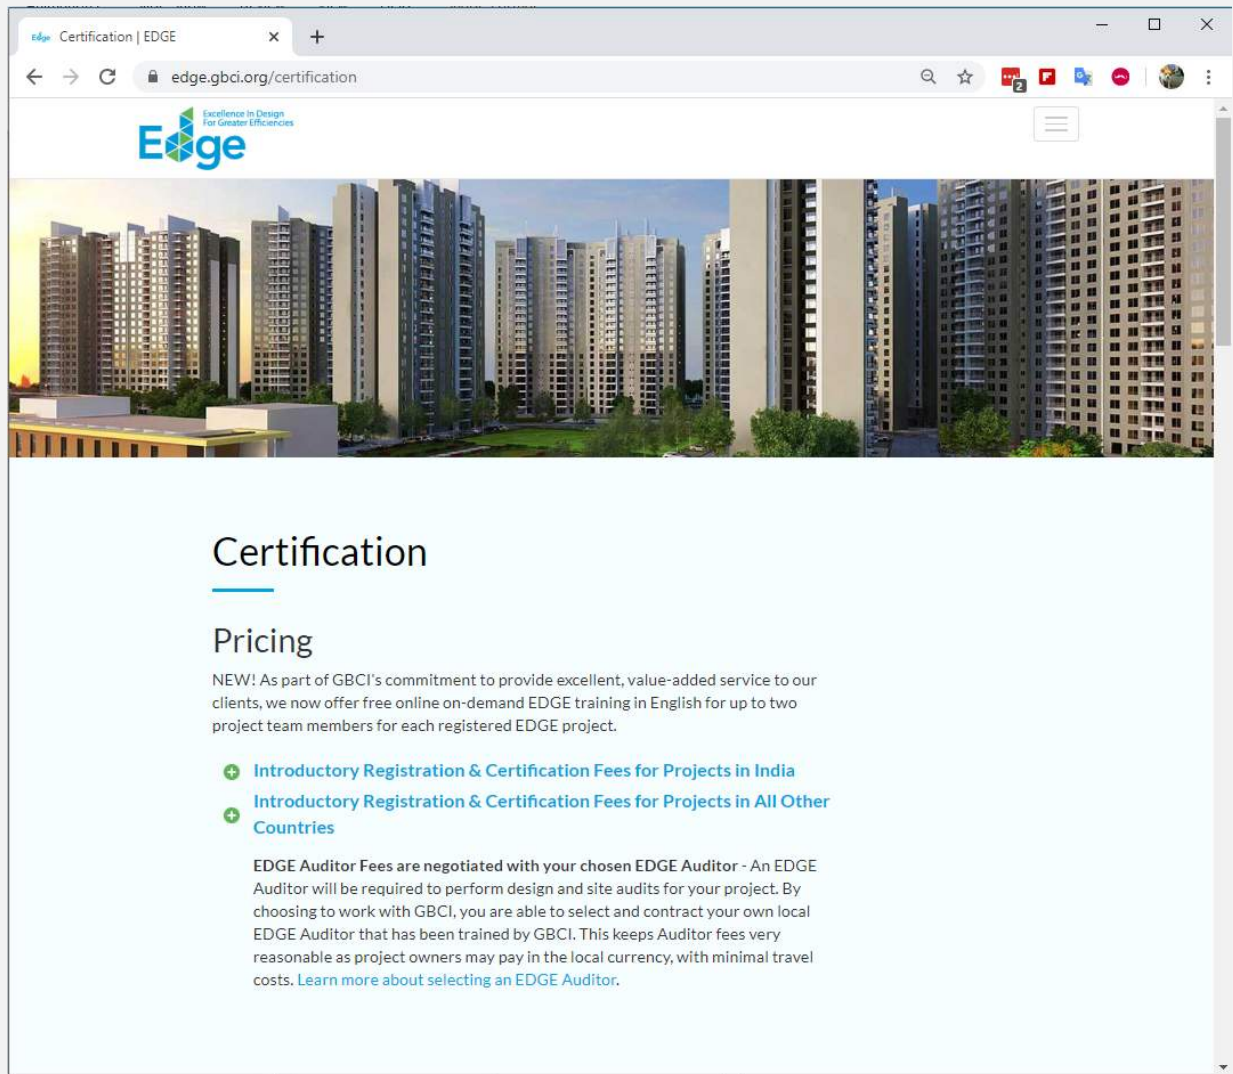 Edge Certification | EDGE
edge.gbci.org/certification
2
Edge
Excellence In Design
For Greater Efficiencies
Certification
Pricing
NEW! As part of GBCI's commitment to provide excellent, value-added service to our
clients, we now offer free online on-demand EDGE training in English for up to two
project team members for each registered EDGE project.
Introductory Registration & Certification Fees for Projects in India
Introductory Registration & Certification Fees for Projects in All Other
Countries
EDGE Auditor Fees are negotiated with your chosen EDGE Auditor - An EDGE
Auditor will be required to perform design and site audits for your project. By
choosing to work with GBCI, you are able to select and contract your own local
EDGE Auditor that has been trained by GBCI. This keeps Auditor fees very
reasonable as project owners may pay in the local currency, with minimal travel
costs. Learn more about selecting an EDGE Auditor.